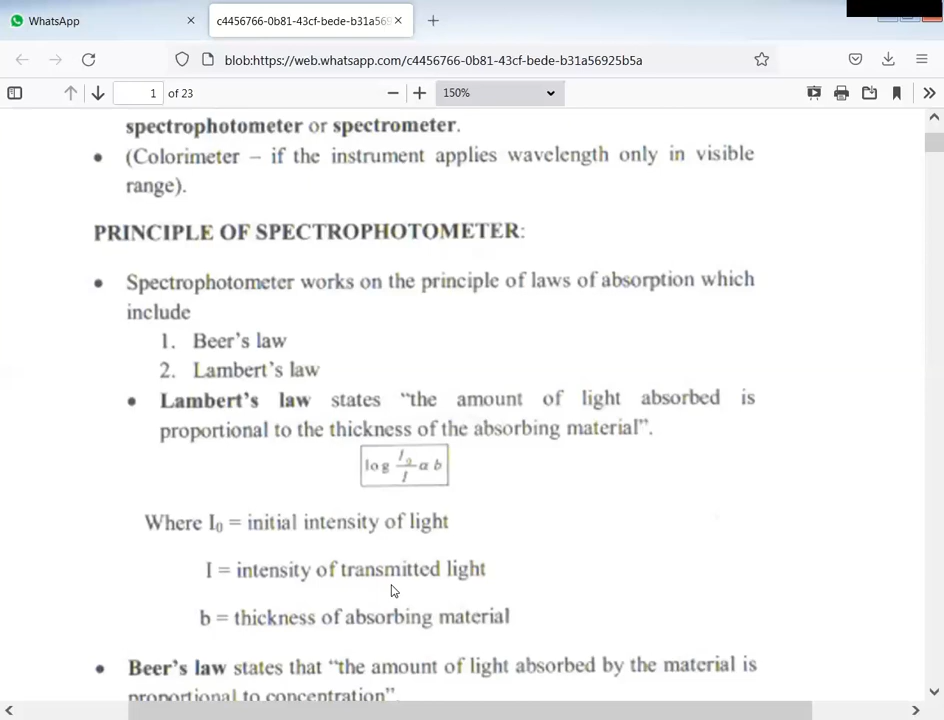 WhatsApp
c4456766-0b81-43cf-bede-b31a569
blob:https://web.whatsapp.com/c4456766-0b81-43cf-bede-b31a56925b5a
1 of 23
150%
spectrophotometer or spectrometer.
• (Colorimeter – if the instrument applies wavelength only in visible
range).
PRINCIPLE OF SPECTROPHOTOMETER:
• Spectrophotometer works on the principle of laws of absorption which
include
1. Beer's law
2. Lambert's law
• Lambert's law states "the amount of light absorbed is
proportional to the thickness of the absorbing material".
log I₀/I α b
Where I₀ = initial intensity of light
I = intensity of transmitted light
b = thickness of absorbing material
• Beer's law states that "the amount of light absorbed by the material is
proportional to concentration"